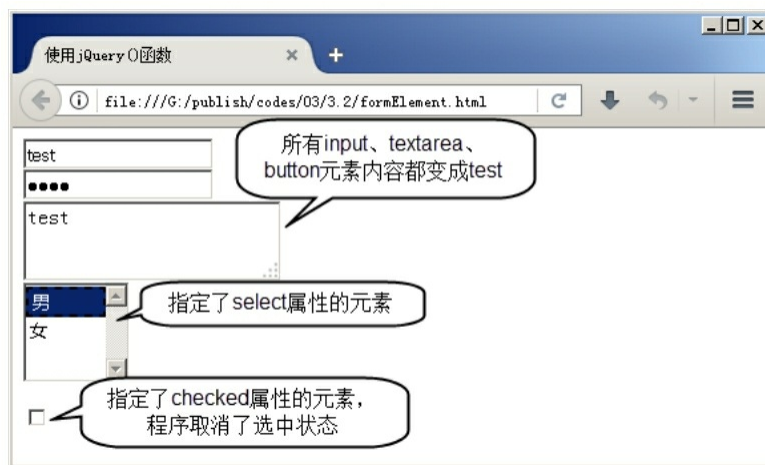 使用jQuery()函数
file:///G:/publish/codes/03/3.2/formElement.html
test
所有input、textarea、
button元素内容都变成test
test
男
指定了select属性的元素
女
指定了checked属性的元素，
程序取消了选中状态